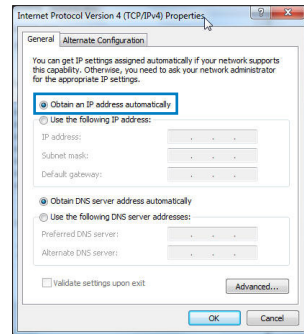 Internet Protocol Version 4 (TCP/IPv4) Properties
General
Alternate Configuration
You can get IP settings assigned automatically if your network supports
this capability. Otherwise, you need to ask your network administrator
for the appropriate IP settings.
Obtain an IP address automatically
Use the following IP address:
IP address:
Subnet mask:
Default gateway:
Obtain DNS server address automatically
Use the following DNS server addresses:
Preferred DNS server:
Alternate DNS server:
Validate settings upon exit
Advanced...
OK
Cancel